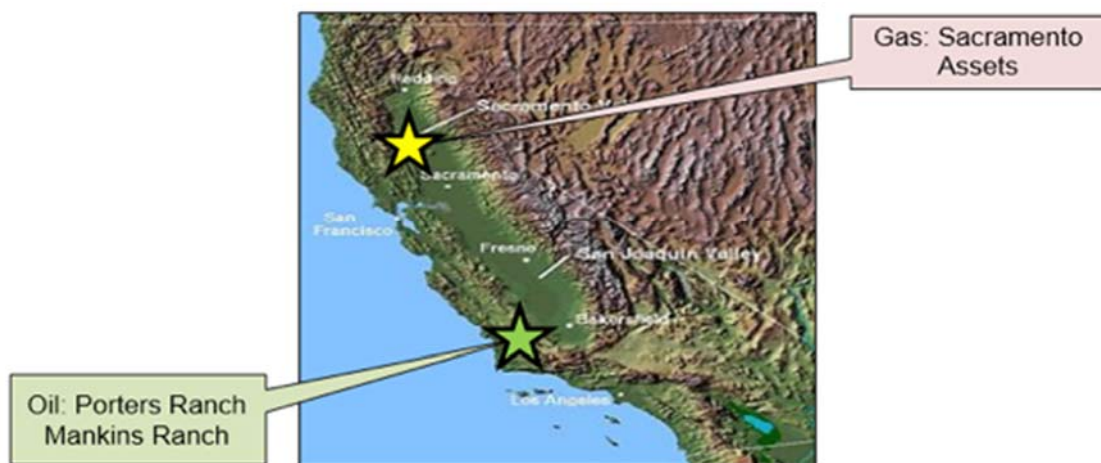 Gas: Sacramento
Assets
Redding
Sacramento
Sacramento
San
Francisco
Fresno
San Joaquin Valley
Bakersfield
Los Angeles
Oil: Porters Ranch
Mankins Ranch